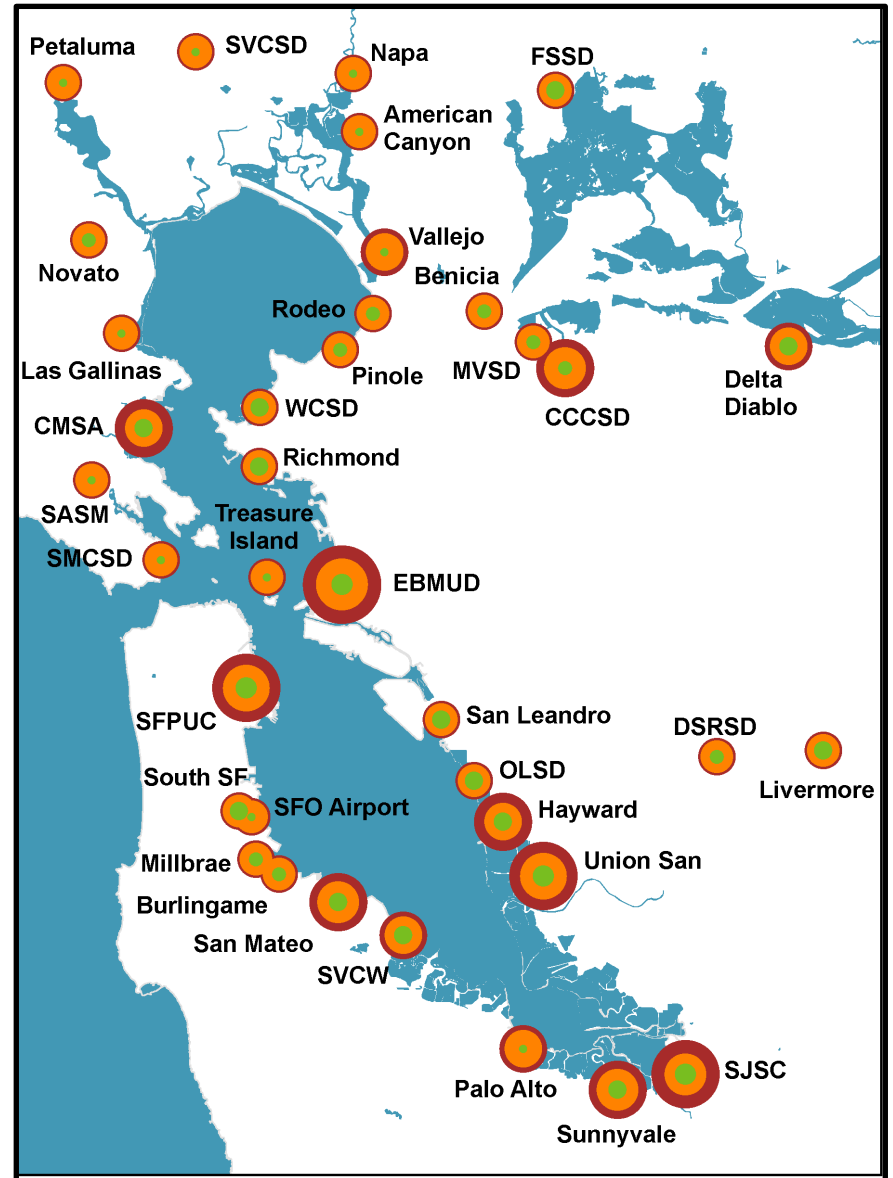 Petaluma
SVCSD
Napa
FSSD
American
Canyon
Novato
Vallejo
Benicia
Rodeo
Las Gallinas
Pinole
MVSD
Delta
Diablo
CCCSD
WCSD
CMSA
Richmond
SASM
Treasure
Island
SMCSD
EBMUD
SFPUC
San Leandro
DSRSD
South SF
OLSD
Livermore
SFO Airport
Hayward
Millbrae
Union San
Burlingame
San Mateo
SVCW
Palo Alto
SJSC
Sunnyvale